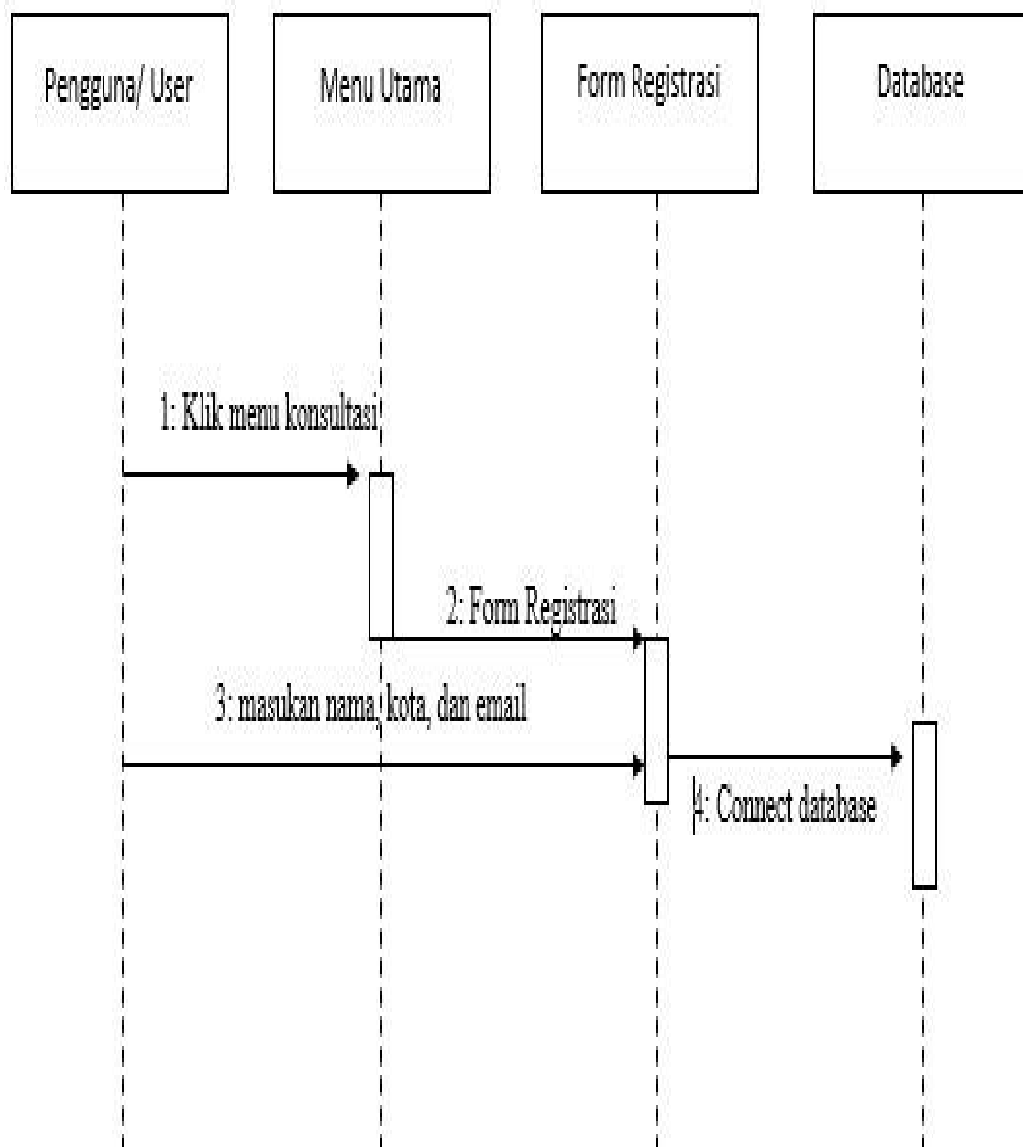 Pengguna/ User
Menu Utama
Form Registrasi
Database
1: Klik menu konsultasi
2: Form Registrasi
3: masukan nama, kota, dan email
4: Connect database